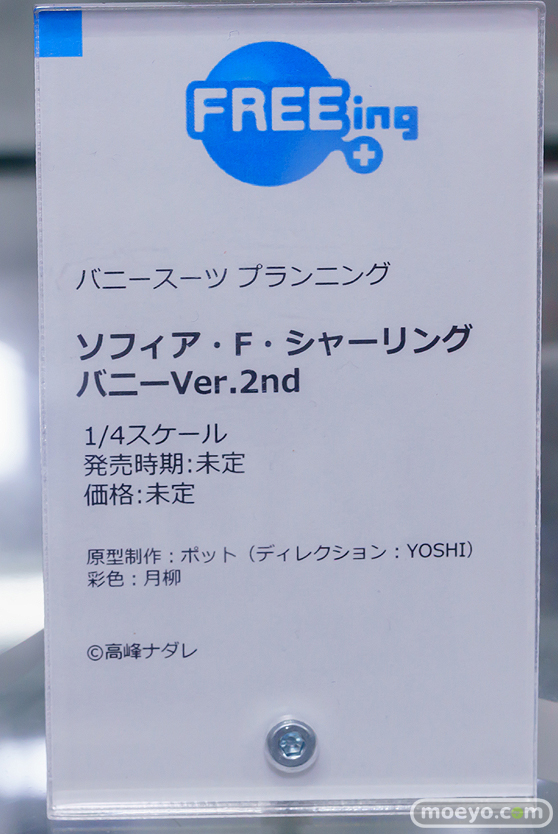 FREEing
バニースーツ プランニング
ソフィア・F・シャーリング
バニーVer.2nd
1/4スケール
発売時期:未定
価格:未定
原型制作：ポット（ディレクション：YOSHI）
彩色：月柳
©高峰ナダレ
moeyo.com